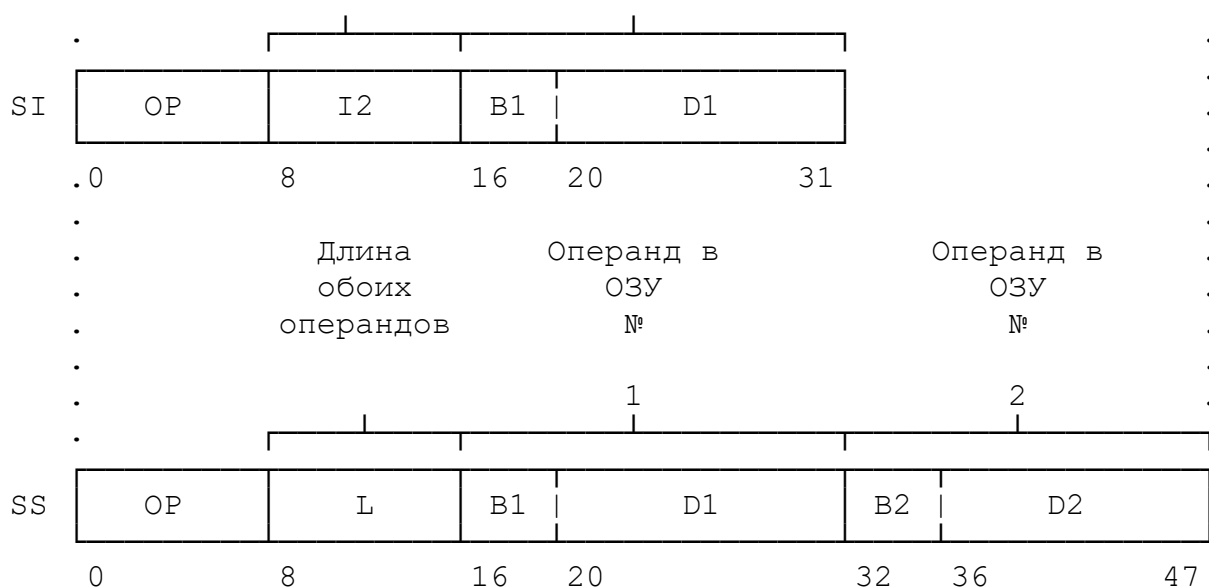 SI OP I2 B1 D1
0 8 16 20 31
Длина Операнд в Операнд в
обоих ОЗУ ОЗУ
операндов № №
1 2
SS OP L B1 D1 B2 D2
0 8 16 20 32 36 47